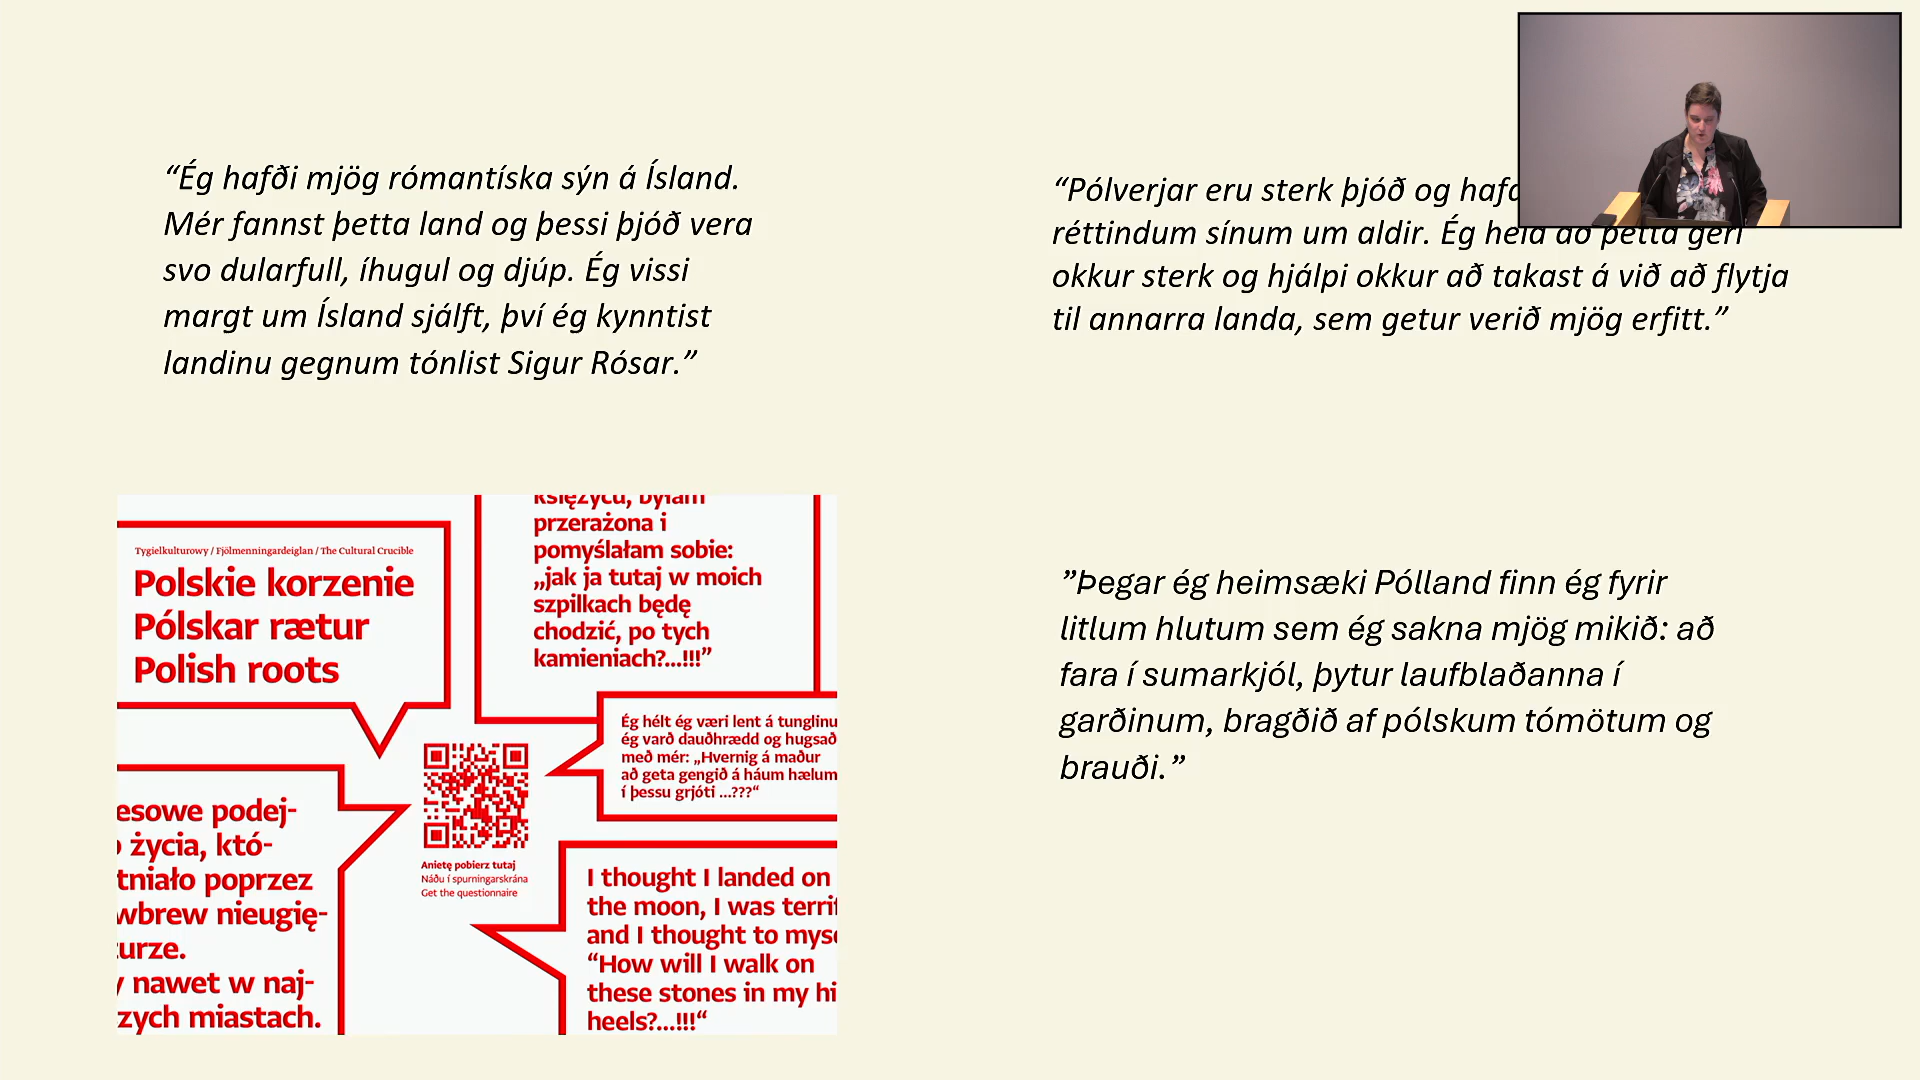 “Ég hafði mjög rómantíska sýn á Ísland.
Mér fannst þetta land og þessi þjóð vera
svo dularfull, íhugul og djúp. Ég vissi
margt um Ísland sjálft, því ég kynntist
landinu gegnum tónlist Sigur Rósar.”
“Pólverjar eru sterk þjóð og
réttindum sínum um aldir. Ég held að þetta geri
okkur sterk og hjálpi okkur að takast á við að flytja
til annarra landa, sem getur verið mjög erfitt.”
Tygielkulturowy / Fjölmenningardeiglan / The Cultural Crucible
Polskie korzenie
Pólskar rætur
Polish roots
księżycu, byłam
przerażona i
pomyślałam sobie:
„jak ja tutaj w moich
szpilkach będę
chodzić, po tych
kamieniach?...!!!”
Ég hélt ég væri lent á tunglinu
ég varð dauðhrædd og hugsað
með mér: „Hvernig á maður
að geta gengið á háum hælum
í þessu grjóti ...???“
Anietę pobierz tutaj
Náðu í spurningarskrána
Get the questionnaire
esowe podej-
życia, któ-
tniało poprzez
wbrew nieugię-
turze.
y nawet w naj-
zych miastach.
I thought I landed on
the moon, I was terrif
and I thought to myse
“How will I walk on
these stones in my hi
heels?...!!!“
”Þegar ég heimsæki Pólland finn ég fyrir
litlum hlutum sem ég sakna mjög mikið: að
fara í sumarkjól, þytur laufblaðanna í
garðinum, bragðið af pólskum tómötum og
brauði.”